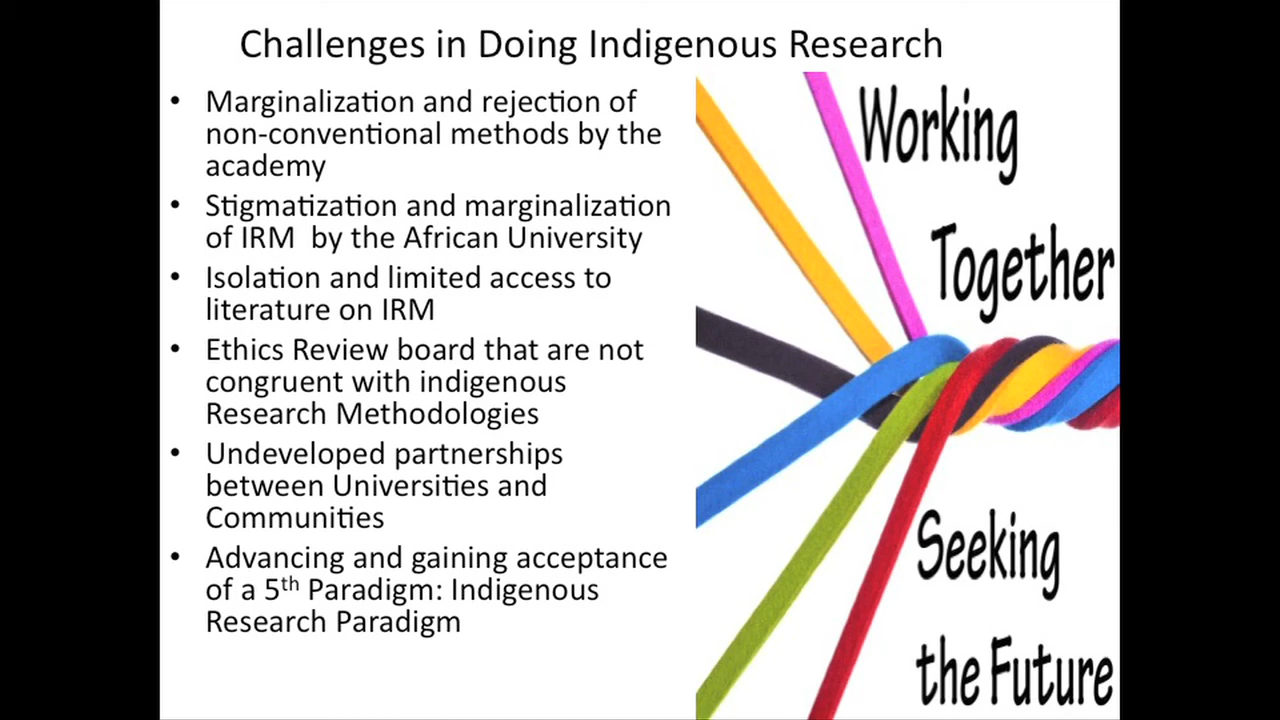 Challenges in Doing Indigenous Research
• Marginalization and rejection of
non-conventional methods by the
academy
• Stigmatization and marginalization
of IRM  by the African University
• Isolation and limited access to
literature on IRM
• Ethics Review board that are not
congruent with indigenous
Research Methodologies
• Undeveloped partnerships
between Universities and
Communities
• Advancing and gaining acceptance
of a 5th Paradigm: Indigenous
Research Paradigm
Working
Together
Seeking
the Future